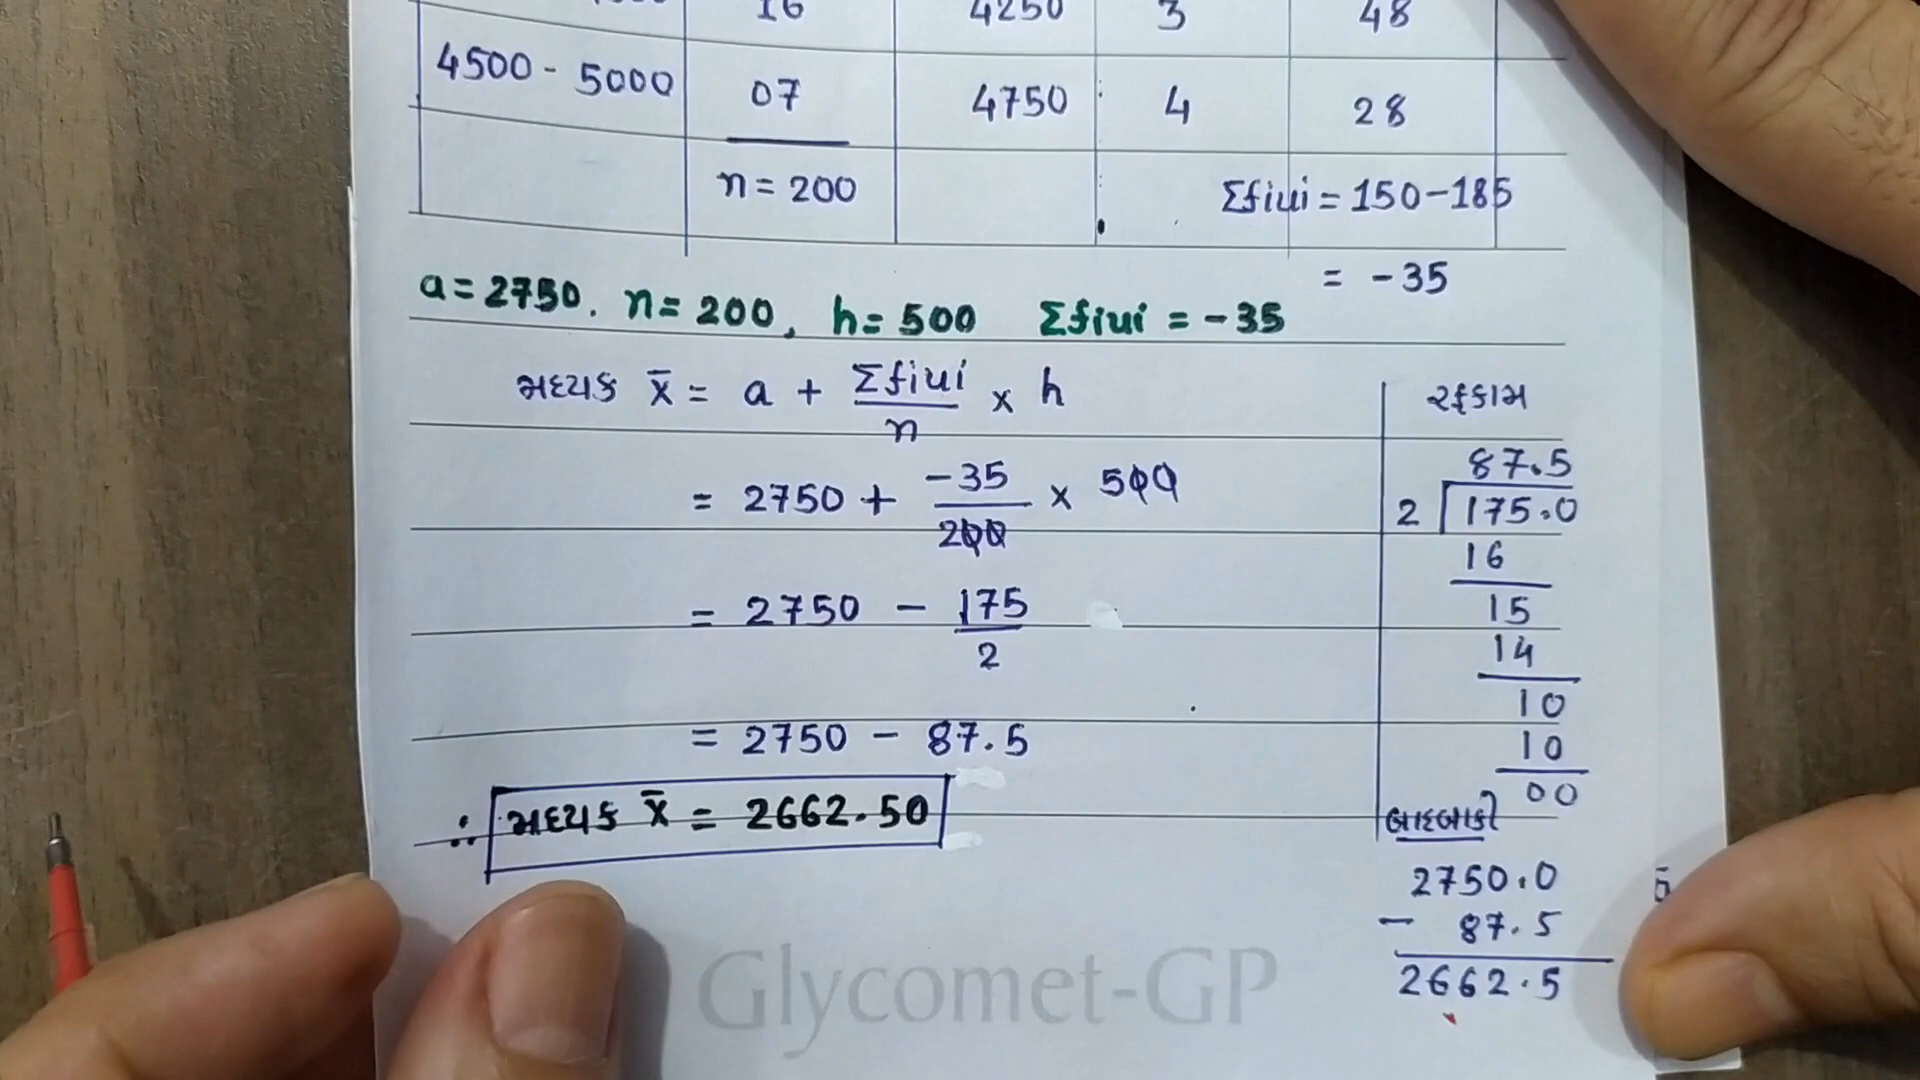 16 4250 3 48
4500 - 5000 07 4750 4 28
n = 200 Σfiui = 150-185
= -35
a = 2750. n = 200, h = 500 Σfiui = -35
મધ્યક x̄ = a + Σfiui/n × h
= 2750 + -35/200 × 500
= 2750 - 175/2
= 2750 - 87.5
∴ મધ્યક x̄ = 2662.50
રફકામ
87.5
2 175.0
16
15
14
10
10
00
બાદબાકી
2750.0
- 87.5
2662.5
Glycomet-GP